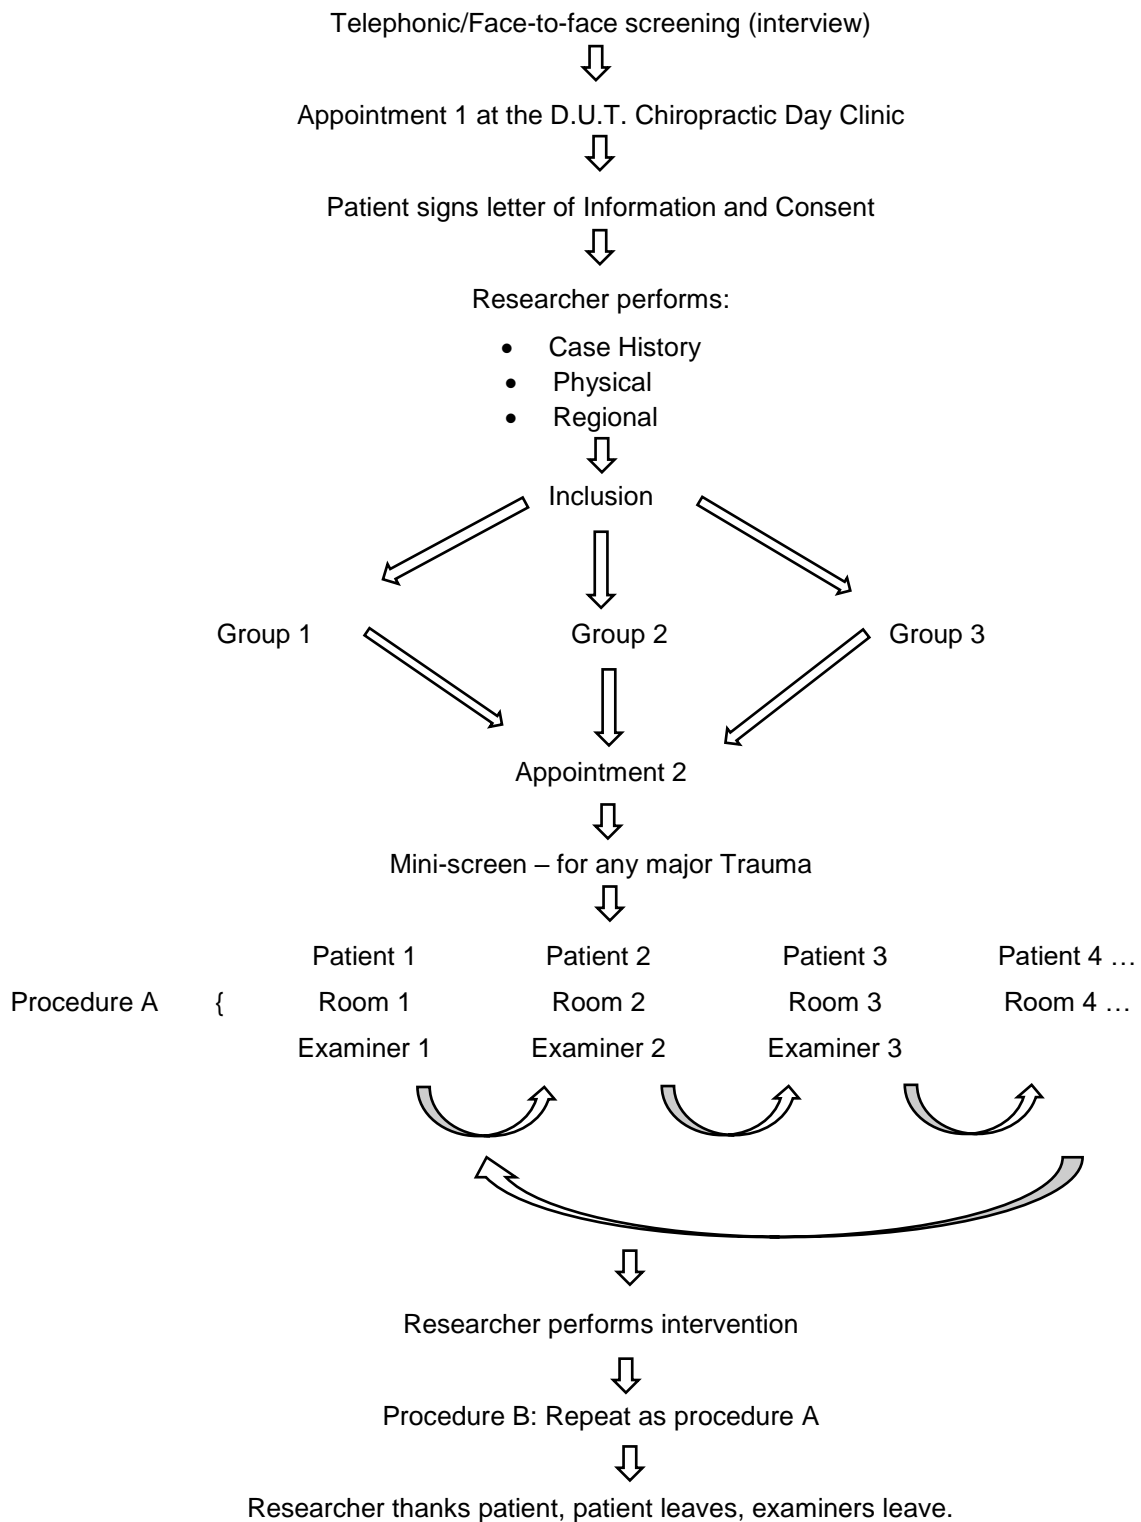 Telephonic/Face-to-face screening (interview)
Appointment 1 at the D.U.T. Chiropractic Day Clinic
Patient signs letter of Information and Consent
Researcher performs:
• Case History
• Physical
• Regional
Inclusion
Group 1 Group 2 Group 3
Appointment 2
Mini-screen – for any major Trauma
Patient 1 Patient 2 Patient 3 Patient 4 …
Procedure A { Room 1 Room 2 Room 3 Room 4 …
Examiner 1 Examiner 2 Examiner 3
Researcher performs intervention
Procedure B: Repeat as procedure A
Researcher thanks patient, patient leaves, examiners leave.